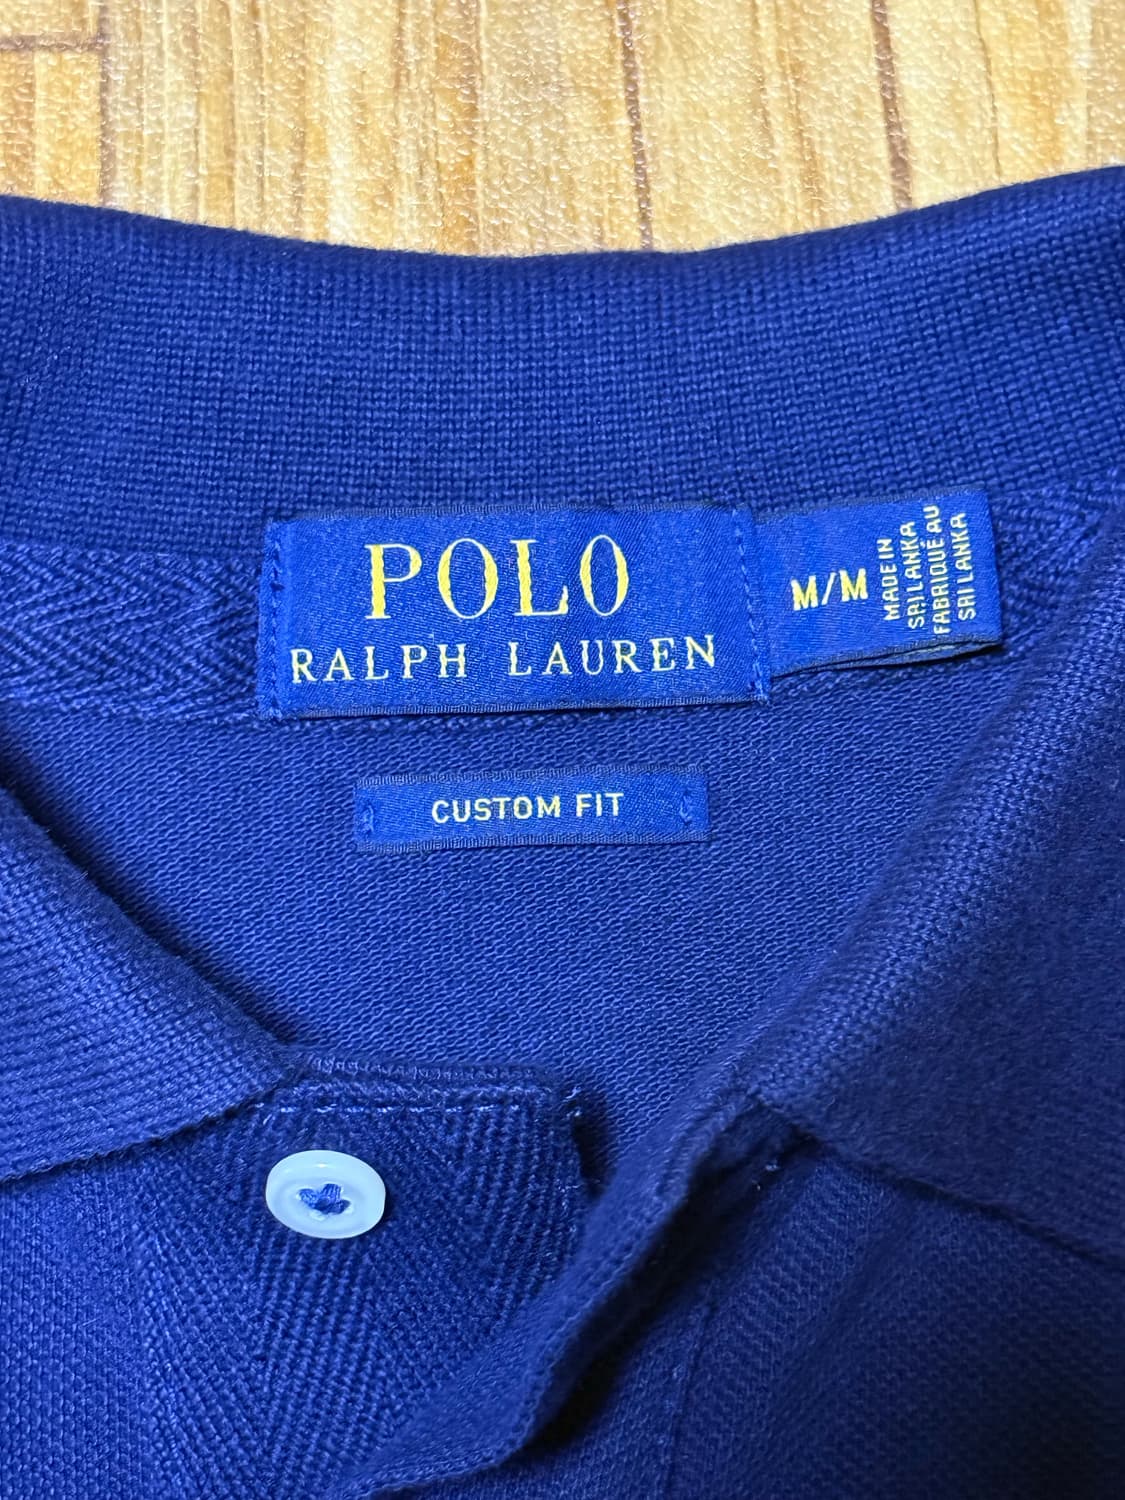 POLO
RALPH LAUREN
M/M
MADE IN
SRI LANKA
FABRIQUÉ AU
SRI LANKA
CUSTOM FIT